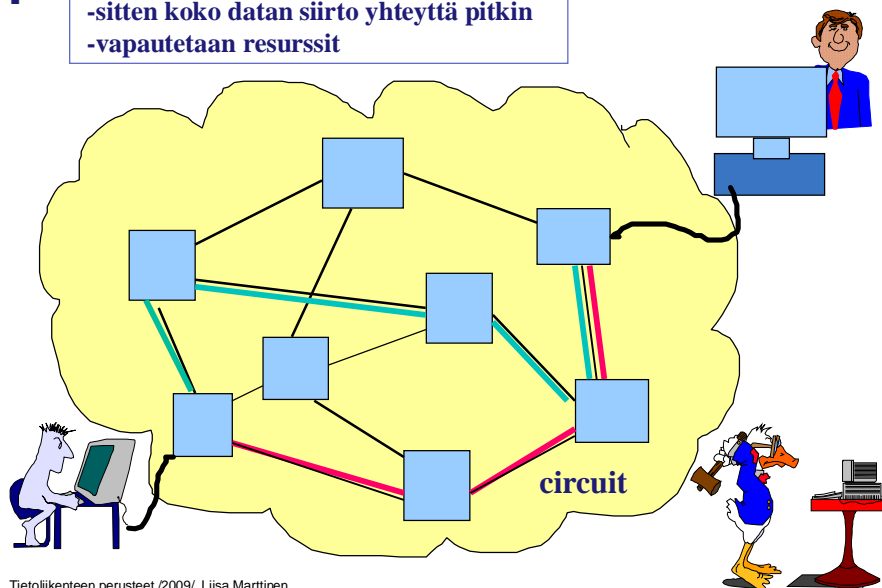 -sitten koko datan siirto yhteyttä pitkin
-vapautetaan resurssit
circuit
Tietoliikenteen perusteet /2009/ Liisa Marttinen